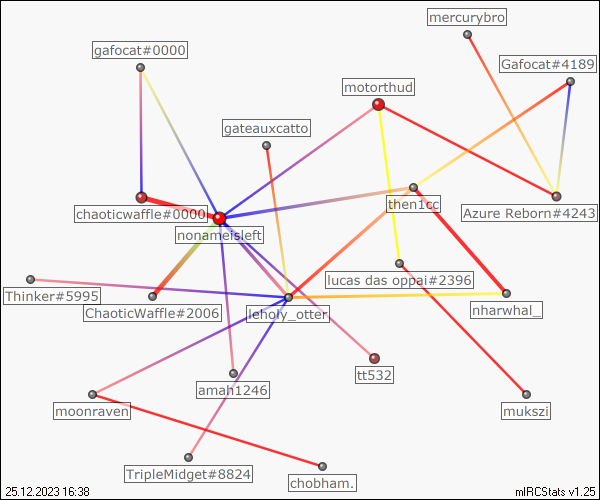 mercurybro
gafocat#0000
Gafocat#4189
motorthud
gateauxcatto
then1cc
chaoticwaffle#0000
Azure Reborn#4243
nonameisleft
lucas das oppai#2396
Thinker#5995
ChaoticWaffle#2006
leholy_otter
nharwhal_
tt532
amah1246
moonraven
mukszi
TripleMidget#8824
chobham.
25.12.2023 16:38
mIRCStats v1.25